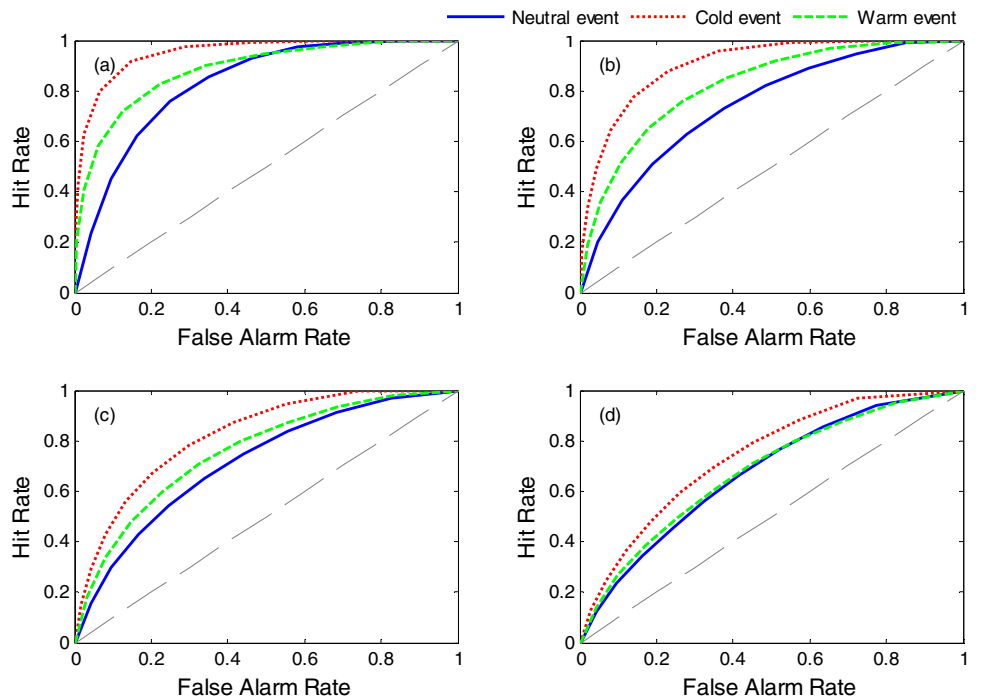 Neutral event Cold event Warm event
(a)
1
0.8
0.6
0.4
0.2
0
Hit Rate
0 0.2 0.4 0.6 0.8 1
False Alarm Rate
(b)
1
0.8
0.6
0.4
0.2
0
Hit Rate
0 0.2 0.4 0.6 0.8 1
False Alarm Rate
(c)
1
0.8
0.6
0.4
0.2
0
Hit Rate
0 0.2 0.4 0.6 0.8 1
False Alarm Rate
(d)
1
0.8
0.6
0.4
0.2
0
Hit Rate
0 0.2 0.4 0.6 0.8 1
False Alarm Rate